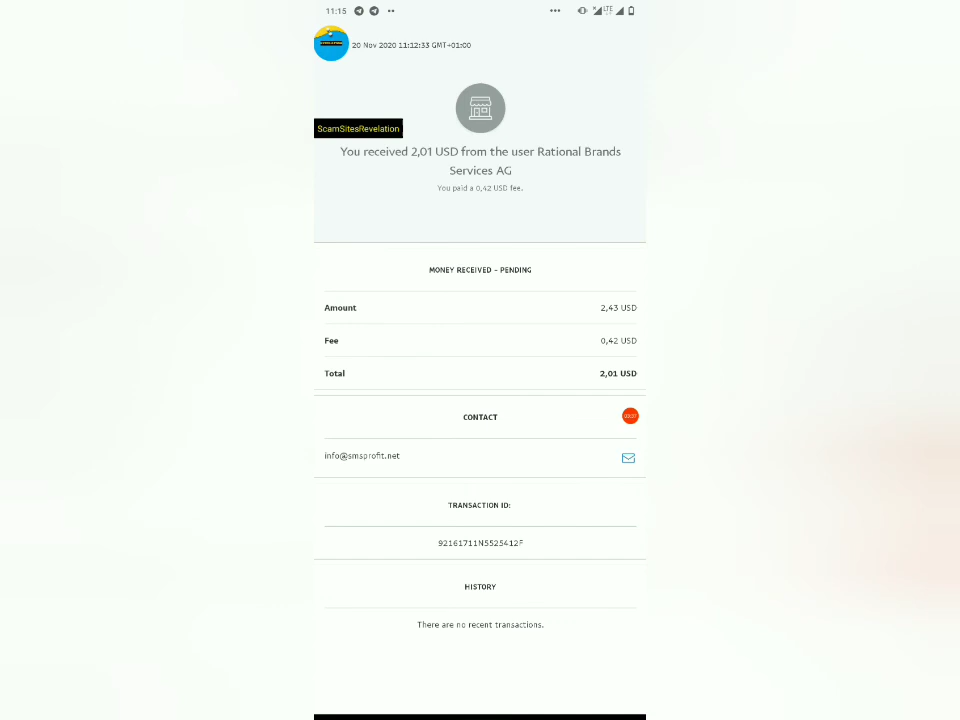 11:15
LTE
20 Nov 2020 11:12:33 GMT+01:00
ScamSitesRevelation
You received 2,01 USD from the user Rational Brands
Services AG
You paid a 0,42 USD fee.
MONEY RECEIVED - PENDING
Amount 2,43 USD
Fee 0,42 USD
Total 2,01 USD
CONTACT
info@smsprofit.net
TRANSACTION ID:
92161711N5525412F
HISTORY
There are no recent transactions.